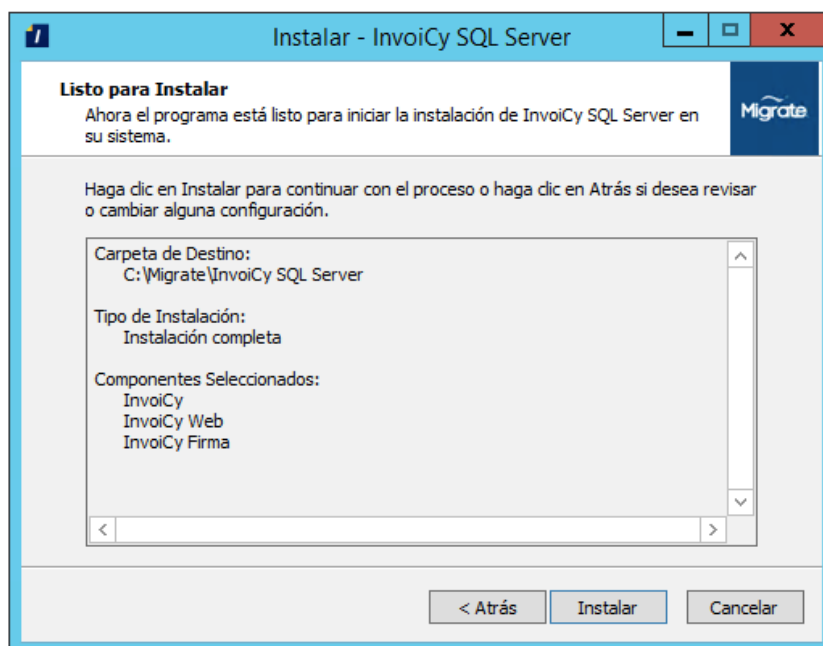 Instalar - InvoiCy SQL Server
Listo para Instalar
Ahora el programa está listo para iniciar la instalación de InvoiCy SQL Server en
su sistema.
Migrate
Haga clic en Instalar para continuar con el proceso o haga clic en Atrás si desea revisar
o cambiar alguna configuración.
Carpeta de Destino:
C:\Migrate\InvoiCy SQL Server
Tipo de Instalación:
Instalación completa
Componentes Seleccionados:
InvoiCy
InvoiCy Web
InvoiCy Firma
< Atrás
Instalar
Cancelar